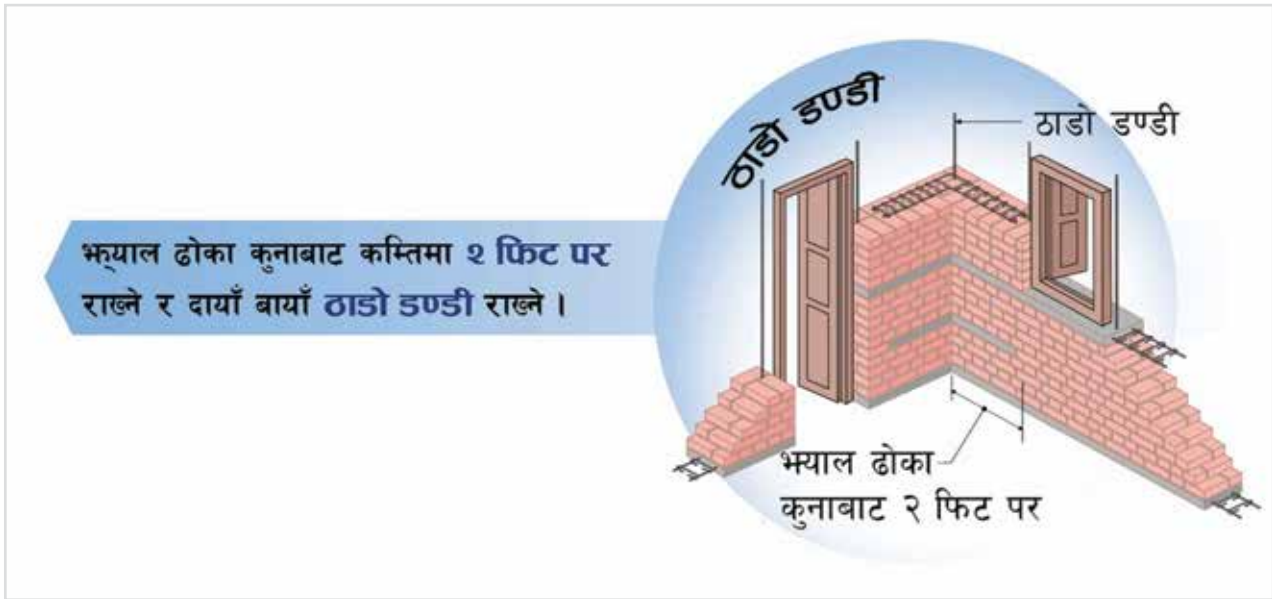 झ्याल ढोका कुनाबाट कम्तिमा २ फिट पर
राख्ने र दायाँ बायाँ ठाडो डण्डी राख्ने ।
ठाडो डण्डी
ठाडो डण्डी
झ्याल ढोका
कुनाबाट २ फिट पर